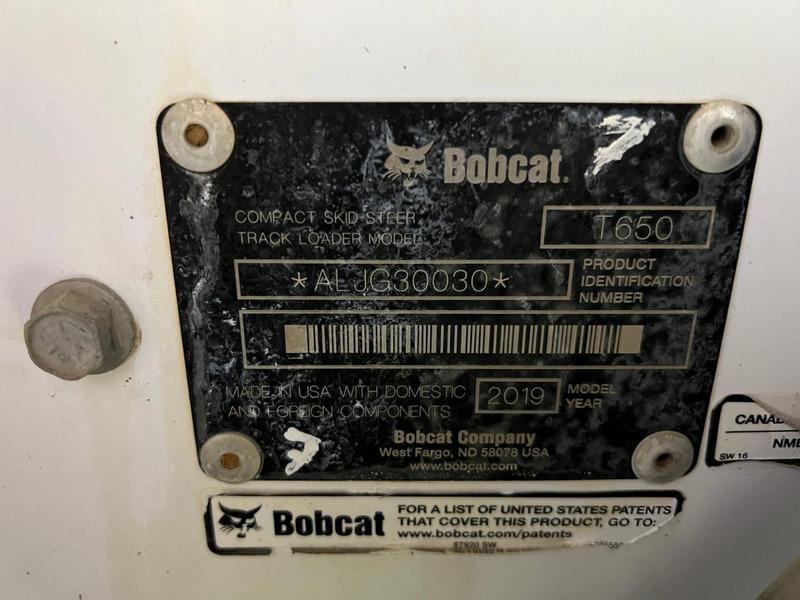 Bobcat.
COMPACT SKID STEER
TRACK LOADER MODEL
T650
*ALJG30030*
PRODUCT
IDENTIFICATION
NUMBER
MADE IN USA WITH DOMESTIC
AND FOREIGN COMPONENTS
2019
MODEL
YEAR
Bobcat Company
West Fargo, ND 58078 USA
www.bobcat.com
CANAD
NMB
SW 16
Bobcat
FOR A LIST OF UNITED STATES PATENTS
THAT COVER THIS PRODUCT, GO TO:
www.bobcat.com/patents